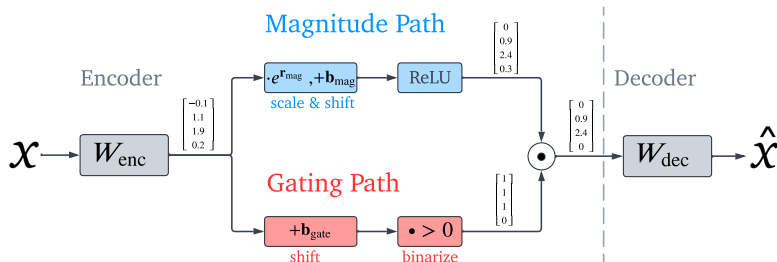 Magnitude Path
Encoder
Decoder
·e^{r_mag} ,+b_mag
ReLU
scale & shift
[0 0.9 2.4 0.3]
[−0.1 1.1 1.9 0.2]
[0 0.9 2.4 0]
x
W_enc
•
W_dec
x̂
Gating Path
[1 1 1 0]
+b_gate
• > 0
shift
binarize